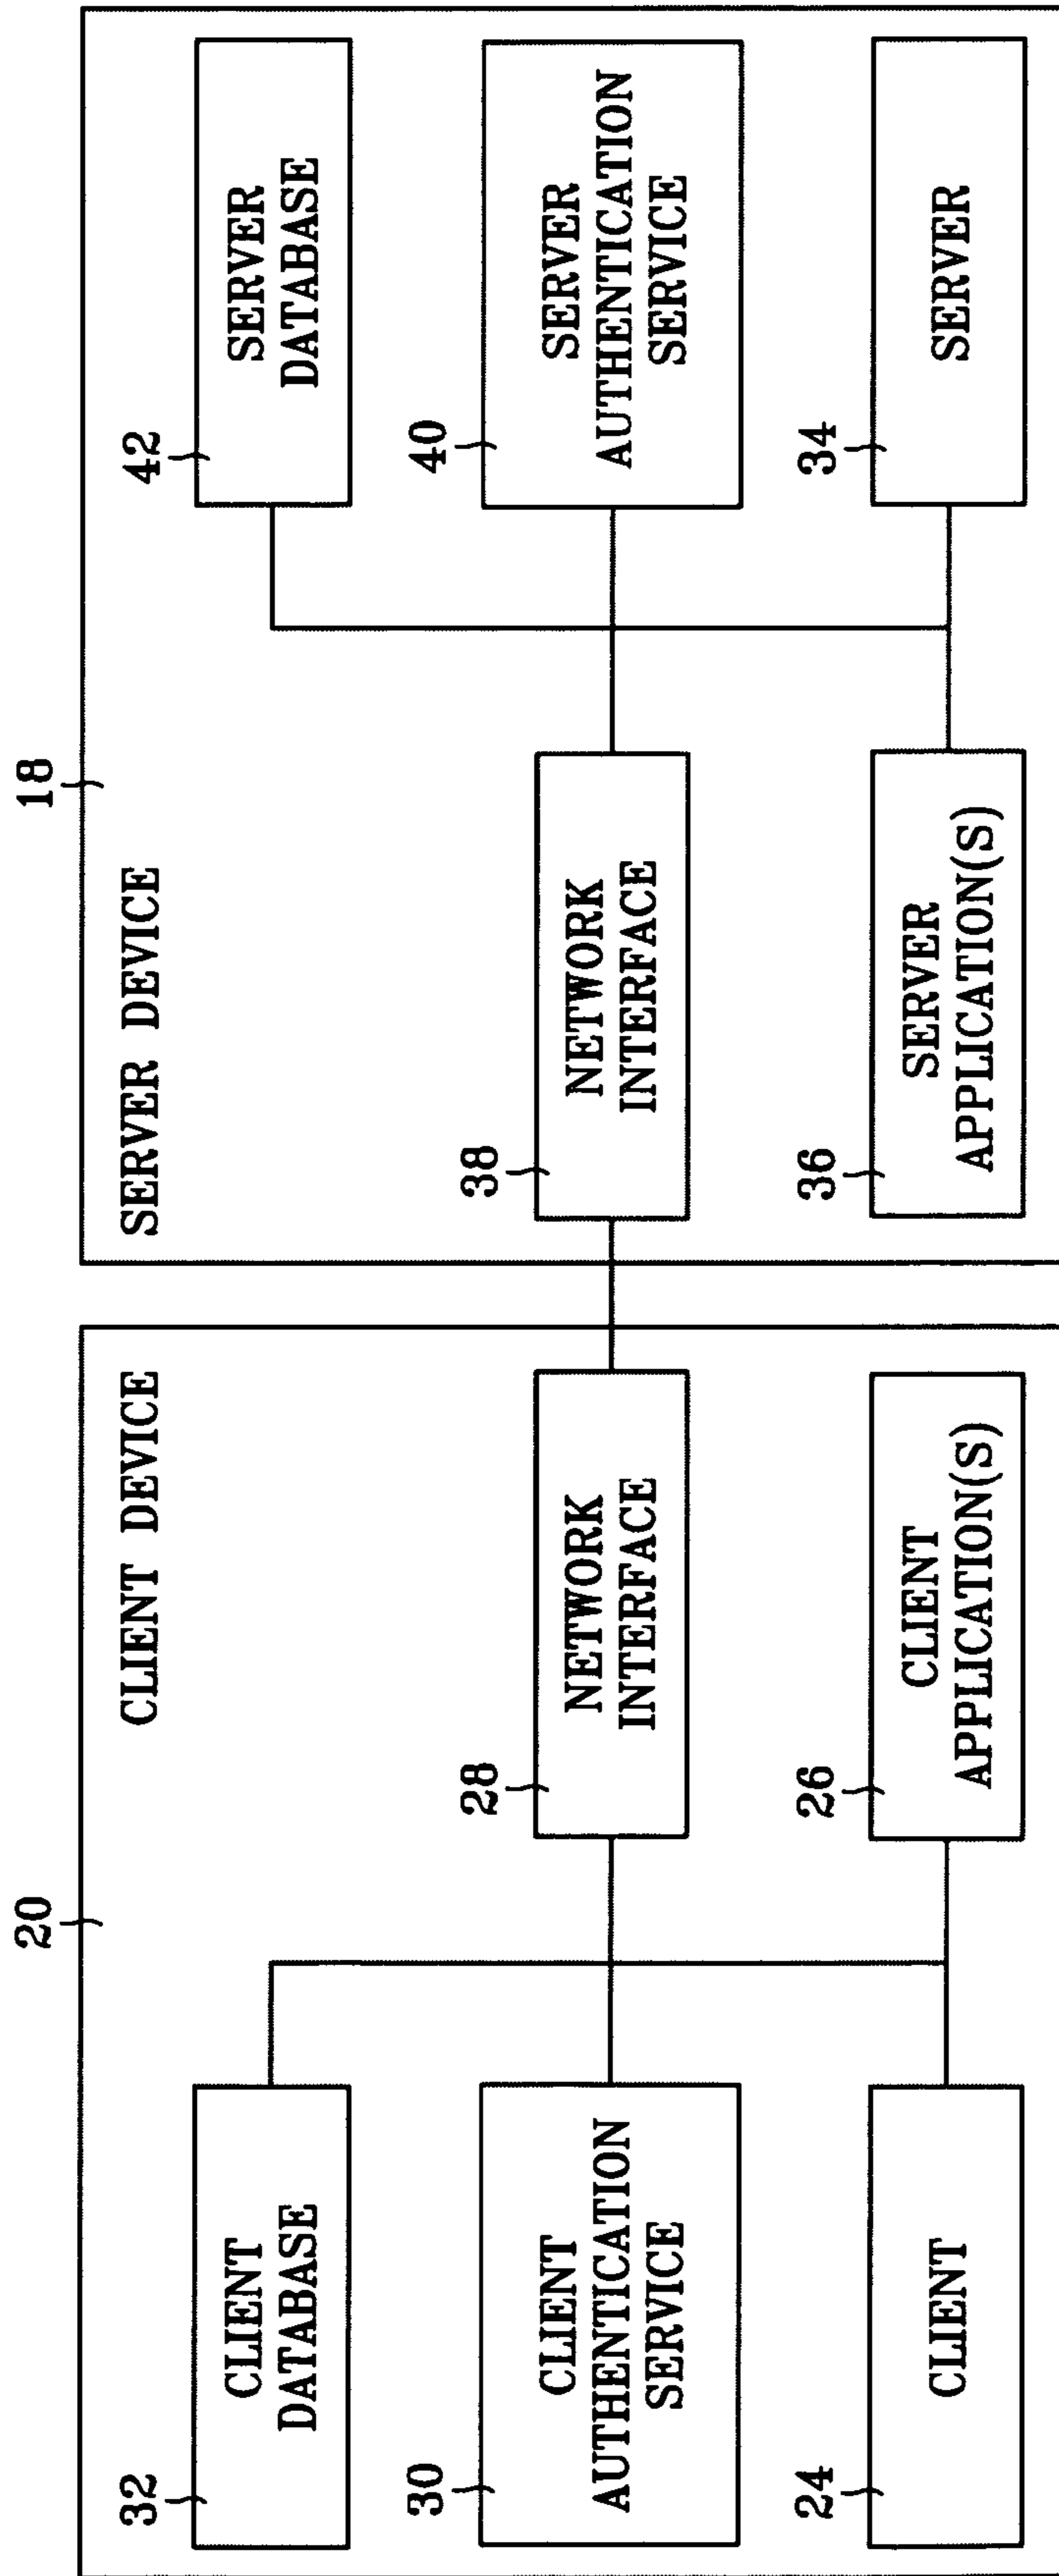 20
CLIENT DEVICE
32
CLIENT
DATABASE
30
CLIENT
AUTHENTICATION
SERVICE
28
NETWORK
INTERFACE
24
CLIENT
26
CLIENT
APPLICATION(S)
18
SERVER DEVICE
42
SERVER
DATABASE
38
NETWORK
INTERFACE
40
SERVER
AUTHENTICATION
SERVICE
36
SERVER
APPLICATION(S)
34
SERVER